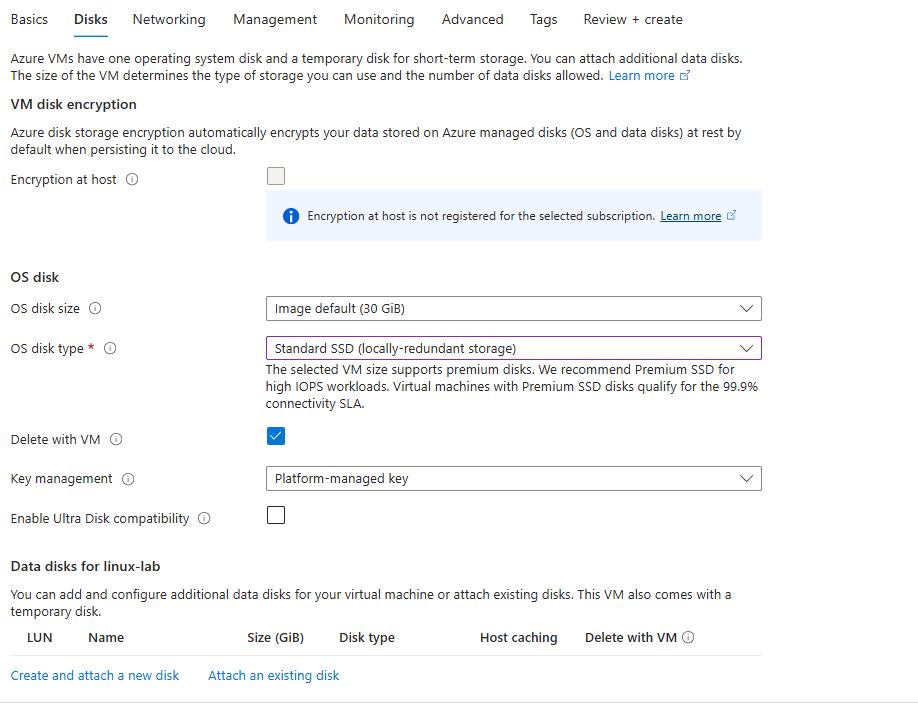 Basics Disks Networking Management Monitoring Advanced Tags Review + create
Azure VMs have one operating system disk and a temporary disk for short-term storage. You can attach additional data disks.
The size of the VM determines the type of storage you can use and the number of data disks allowed. Learn more
VM disk encryption
Azure disk storage encryption automatically encrypts your data stored on Azure managed disks (OS and data disks) at rest by
default when persisting it to the cloud.
Encryption at host
Encryption at host is not registered for the selected subscription. Learn more
OS disk
OS disk size Image default (30 GiB)
OS disk type * Standard SSD (locally-redundant storage)
The selected VM size supports premium disks. We recommend Premium SSD for
high IOPS workloads. Virtual machines with Premium SSD disks qualify for the 99.9%
connectivity SLA.
Delete with VM
Key management Platform-managed key
Enable Ultra Disk compatibility
Data disks for linux-lab
You can add and configure additional data disks for your virtual machine or attach existing disks. This VM also comes with a
temporary disk.
LUN Name Size (GiB) Disk type Host caching Delete with VM
Create and attach a new disk Attach an existing disk